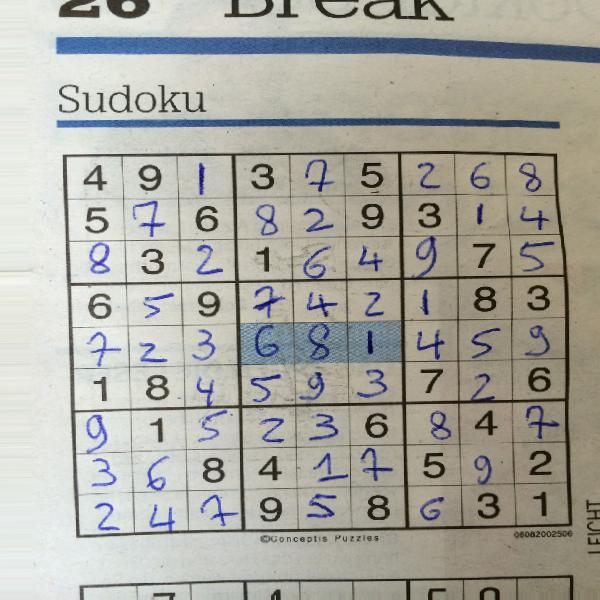 26 Break
Sudoku
4 9 1 3 7 5 2 6 8
5 7 6 8 2 9 3 1 4
8 3 2 1 6 4 9 7 5
6 5 9 7 4 2 1 8 3
7 2 3 6 8 1 4 5 9
1 8 4 5 9 3 7 2 6
9 1 5 2 3 6 8 4 7
3 6 8 4 1 7 5 9 2
2 4 7 9 5 8 6 3 1
©Conceptis Puzzles 06082002506
LEICHT